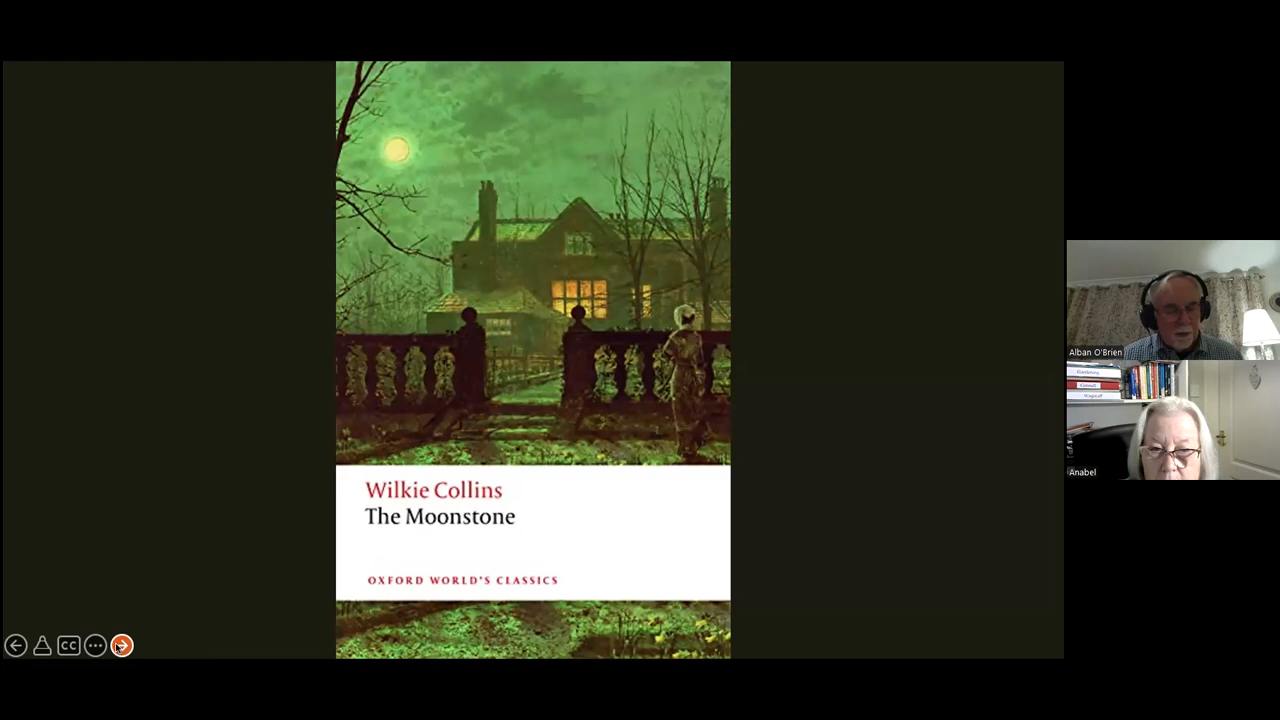 Wilkie Collins
The Moonstone
OXFORD WORLD'S CLASSICS
CC
Alban O'Brien
Anabel